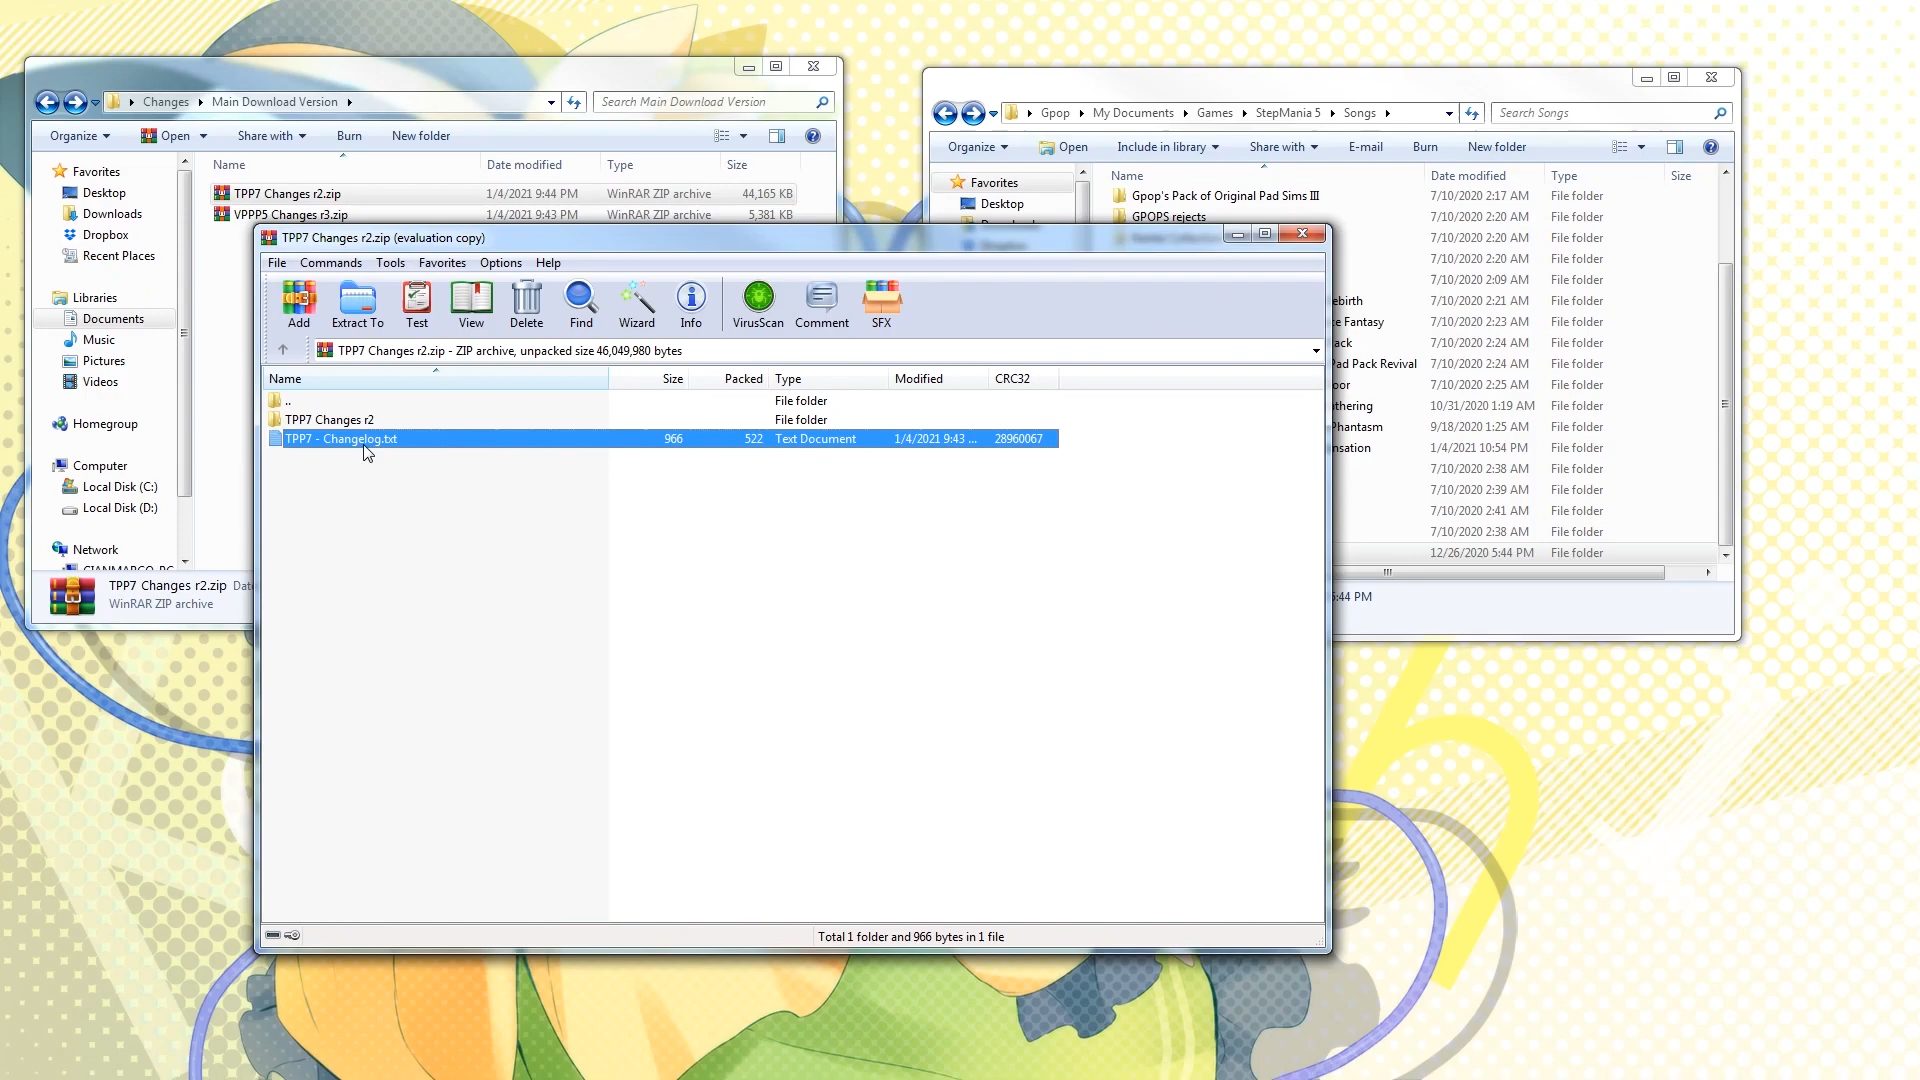 Changes Main Download Version
Search Main Download Version
Organize Open Share with Burn New folder
Favorites
Desktop
Downloads
Dropbox
Recent Places
Libraries
Documents
Music
Pictures
Videos
Homegroup
Computer
Local Disk (C:)
Local Disk (D:)
Network
Name Date modified Type Size
TPP7 Changes r2.zip 1/4/2021 9:44 PM WinRAR ZIP archive 44,165 KB
VPPP5 Changes r3.zip 1/4/2021 9:43 PM WinRAR ZIP archive 5,381 KB
TPP7 Changes r2.zip Date
WinRAR ZIP archive
Gpop My Documents Games StepMania 5 Songs
Search Songs
Organize Open Include in library Share with E-mail Burn New folder
Favorites
Desktop
Name Date modified Type Size
Gpop's Pack of Original Pad Sims III 7/10/2020 2:17 AM File folder
GPOPS rejects 7/10/2020 2:20 AM File folder
7/10/2020 2:20 AM File folder
7/10/2020 2:20 AM File folder
7/10/2020 2:09 AM File folder
ebirth 7/10/2020 2:21 AM File folder
e Fantasy 7/10/2020 2:23 AM File folder
ack 7/10/2020 2:24 AM File folder
ad Pack Revival 7/10/2020 2:24 AM File folder
oor 7/10/2020 2:25 AM File folder
thering 10/31/2020 1:19 AM File folder
Phantasm 9/18/2020 1:25 AM File folder
nsation 1/4/2021 10:54 PM File folder
7/10/2020 2:38 AM File folder
7/10/2020 2:39 AM File folder
7/10/2020 2:41 AM File folder
7/10/2020 2:38 AM File folder
12/26/2020 5:44 PM File folder
:44 PM
TPP7 Changes r2.zip (evaluation copy)
File Commands Tools Favorites Options Help
Add Extract To Test View Delete Find Wizard Info VirusScan Comment SFX
TPP7 Changes r2.zip - ZIP archive, unpacked size 46,049,980 bytes
Name Size Packed Type Modified CRC32
.. File folder
TPP7 Changes r2 File folder
TPP7 - Changelog.txt 966 522 Text Document 1/4/2021 9:43 ... 28960067
Total 1 folder and 966 bytes in 1 file